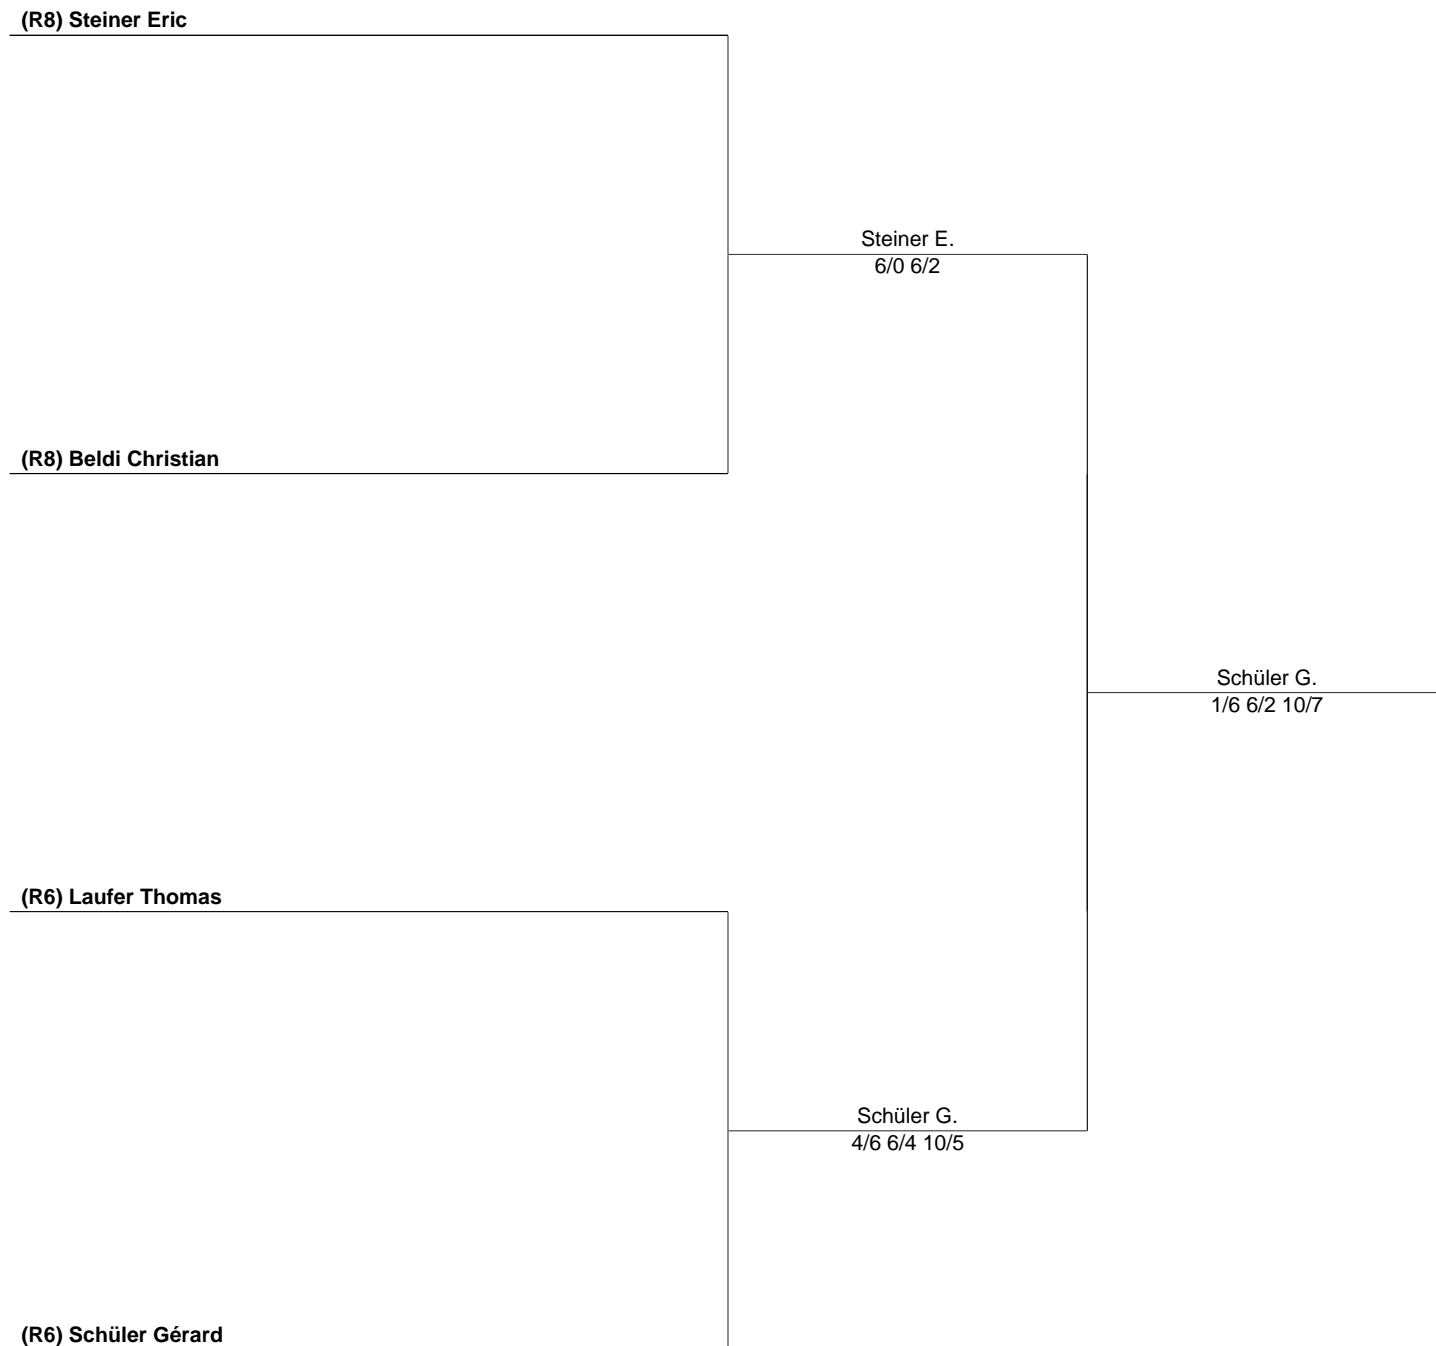 (R8) Steiner Eric
Steiner E.
6/0 6/2
(R8) Beldi Christian
Schüler G.
1/6 6/2 10/7
(R6) Laufer Thomas
Schüler G.
4/6 6/4 10/5
(R6) Schüler Gérard